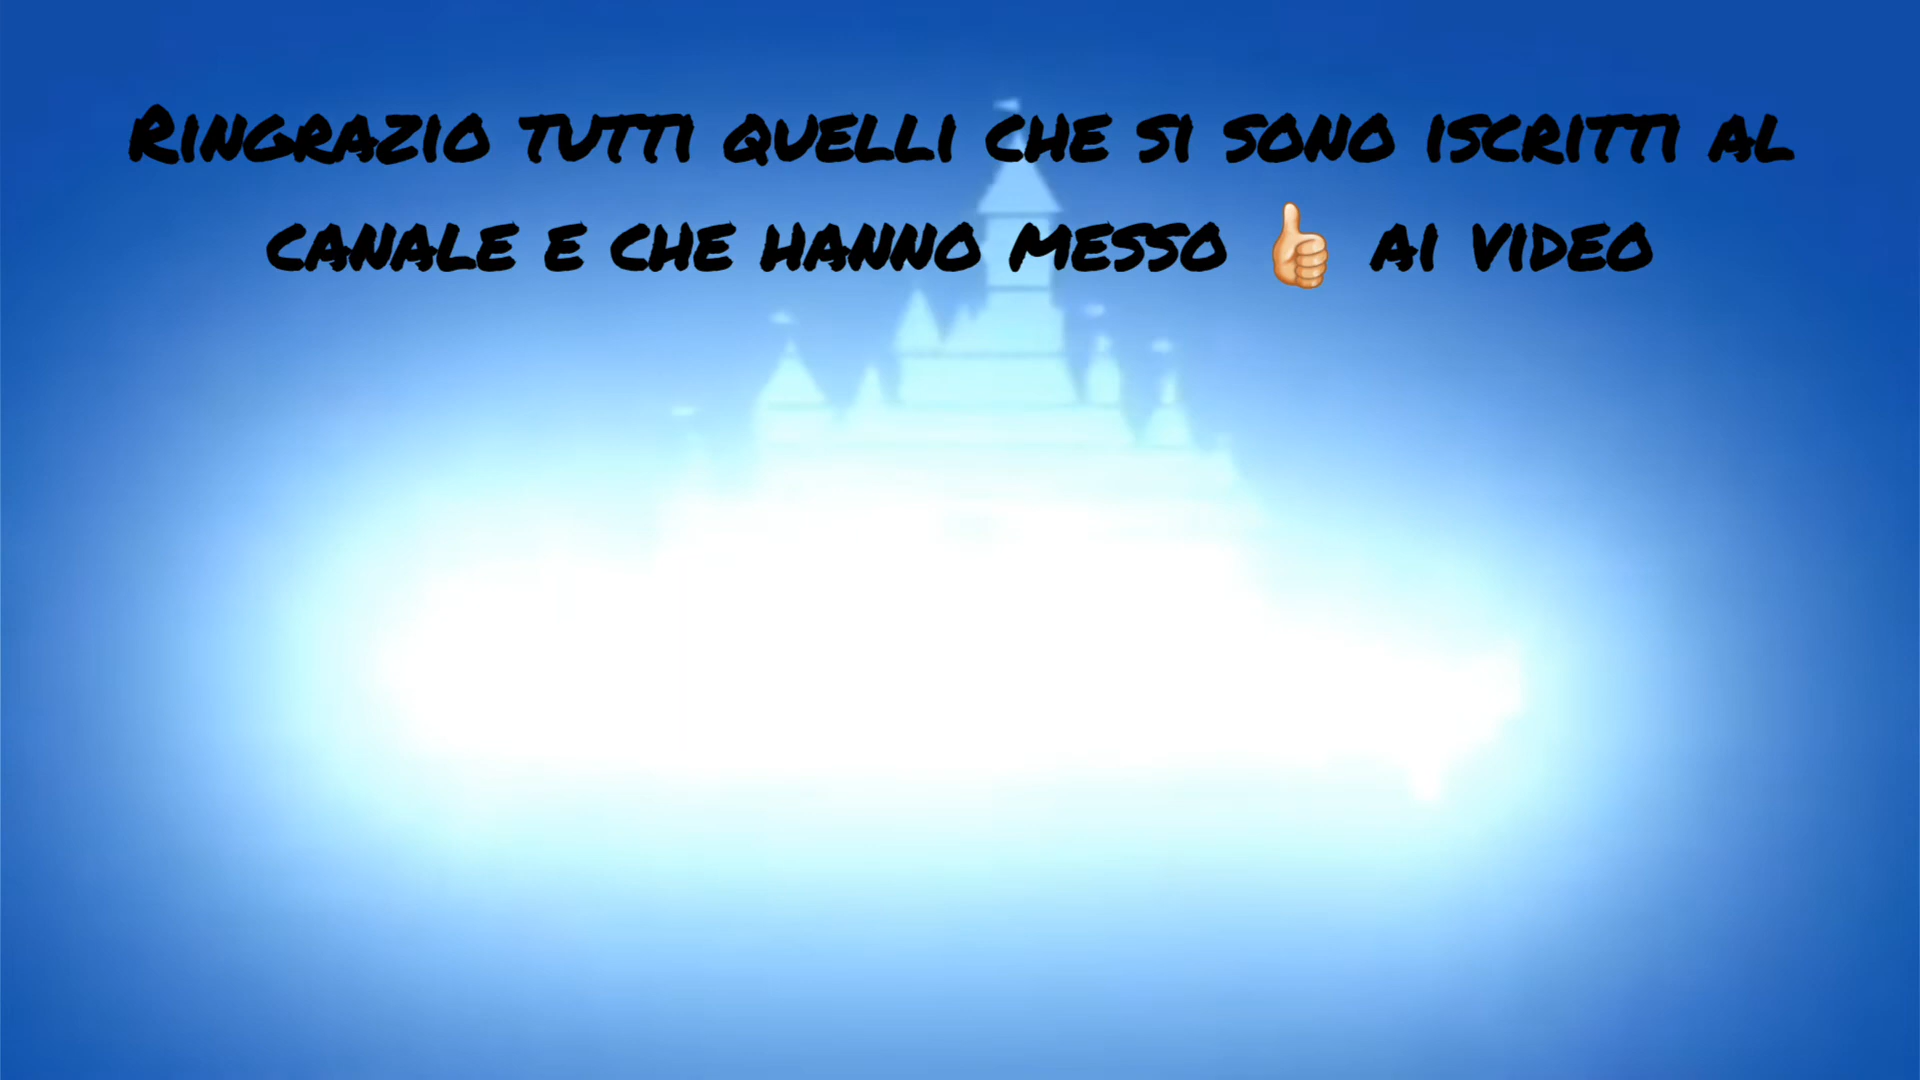 Ringrazio tutti quelli che si sono iscritti al
canale e che hanno messo 👍🏻 ai video